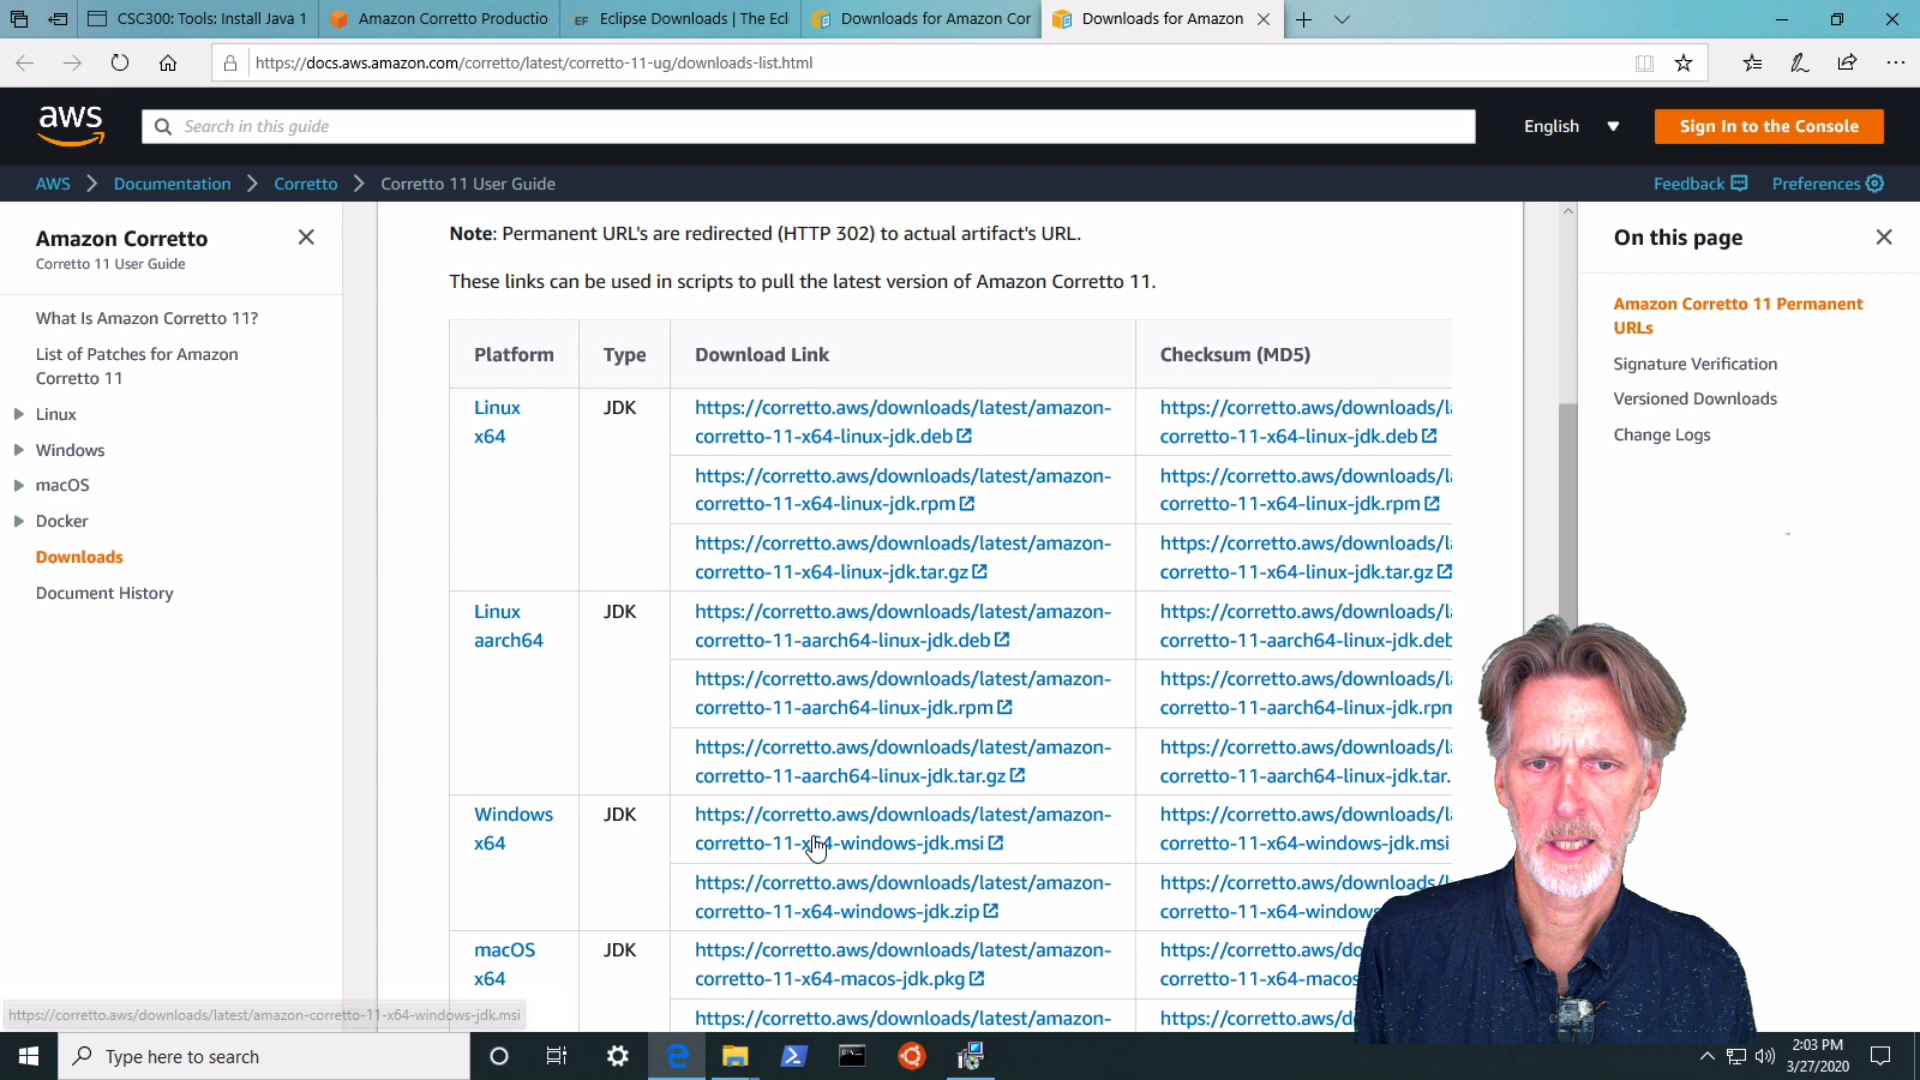 CSC300: Tools: Install Java 1
Amazon Corretto Productio
EF Eclipse Downloads | The Ecl
Downloads for Amazon Cor
Downloads for Amazon
https://docs.aws.amazon.com/corretto/latest/corretto-11-ug/downloads-list.html
aws
Search in this guide
English
Sign In to the Console
AWS
Documentation
Corretto
Corretto 11 User Guide
Feedback
Preferences
Amazon Corretto
Corretto 11 User Guide
What Is Amazon Corretto 11?
List of Patches for Amazon
Corretto 11
Linux
Windows
macOS
Docker
Downloads
Document History
Note: Permanent URL's are redirected (HTTP 302) to actual artifact's URL.
These links can be used in scripts to pull the latest version of Amazon Corretto 11.
Platform Type Download Link Checksum (MD5)
Linux JDK https://corretto.aws/downloads/latest/amazon- https://corretto.aws/downloads/l
x64 corretto-11-x64-linux-jdk.deb corretto-11-x64-linux-jdk.deb
https://corretto.aws/downloads/latest/amazon- https://corretto.aws/downloads/l
corretto-11-x64-linux-jdk.rpm corretto-11-x64-linux-jdk.rpm
https://corretto.aws/downloads/latest/amazon- https://corretto.aws/downloads/l
corretto-11-x64-linux-jdk.tar.gz corretto-11-x64-linux-jdk.tar.gz
Linux JDK https://corretto.aws/downloads/latest/amazon- https://corretto.aws/downloads/l
aarch64 corretto-11-aarch64-linux-jdk.deb corretto-11-aarch64-linux-jdk.deb
https://corretto.aws/downloads/latest/amazon- https://corretto.aws/downloads/l
corretto-11-aarch64-linux-jdk.rpm corretto-11-aarch64-linux-jdk.rpm
https://corretto.aws/downloads/latest/amazon- https://corretto.aws/downloads/l
corretto-11-aarch64-linux-jdk.tar.gz corretto-11-aarch64-linux-jdk.tar.
Windows JDK https://corretto.aws/downloads/latest/amazon- https://corretto.aws/downloads/l
x64 corretto-11-x64-windows-jdk.msi corretto-11-x64-windows-jdk.msi
https://corretto.aws/downloads/latest/amazon- https://corretto.aws/downloads/l
corretto-11-x64-windows-jdk.zip corretto-11-x64-windows
macOS JDK https://corretto.aws/downloads/latest/amazon- https://corretto.aws/do
x64 corretto-11-x64-macos-jdk.pkg corretto-11-x64-macos
https://corretto.aws/downloads/latest/amazon- https://corretto.aws/d
On this page
Amazon Corretto 11 Permanent
URLs
Signature Verification
Versioned Downloads
Change Logs
https://corretto.aws/downloads/latest/amazon-corretto-11-x64-windows-jdk.msi
Type here to search
2:03 PM
3/27/2020